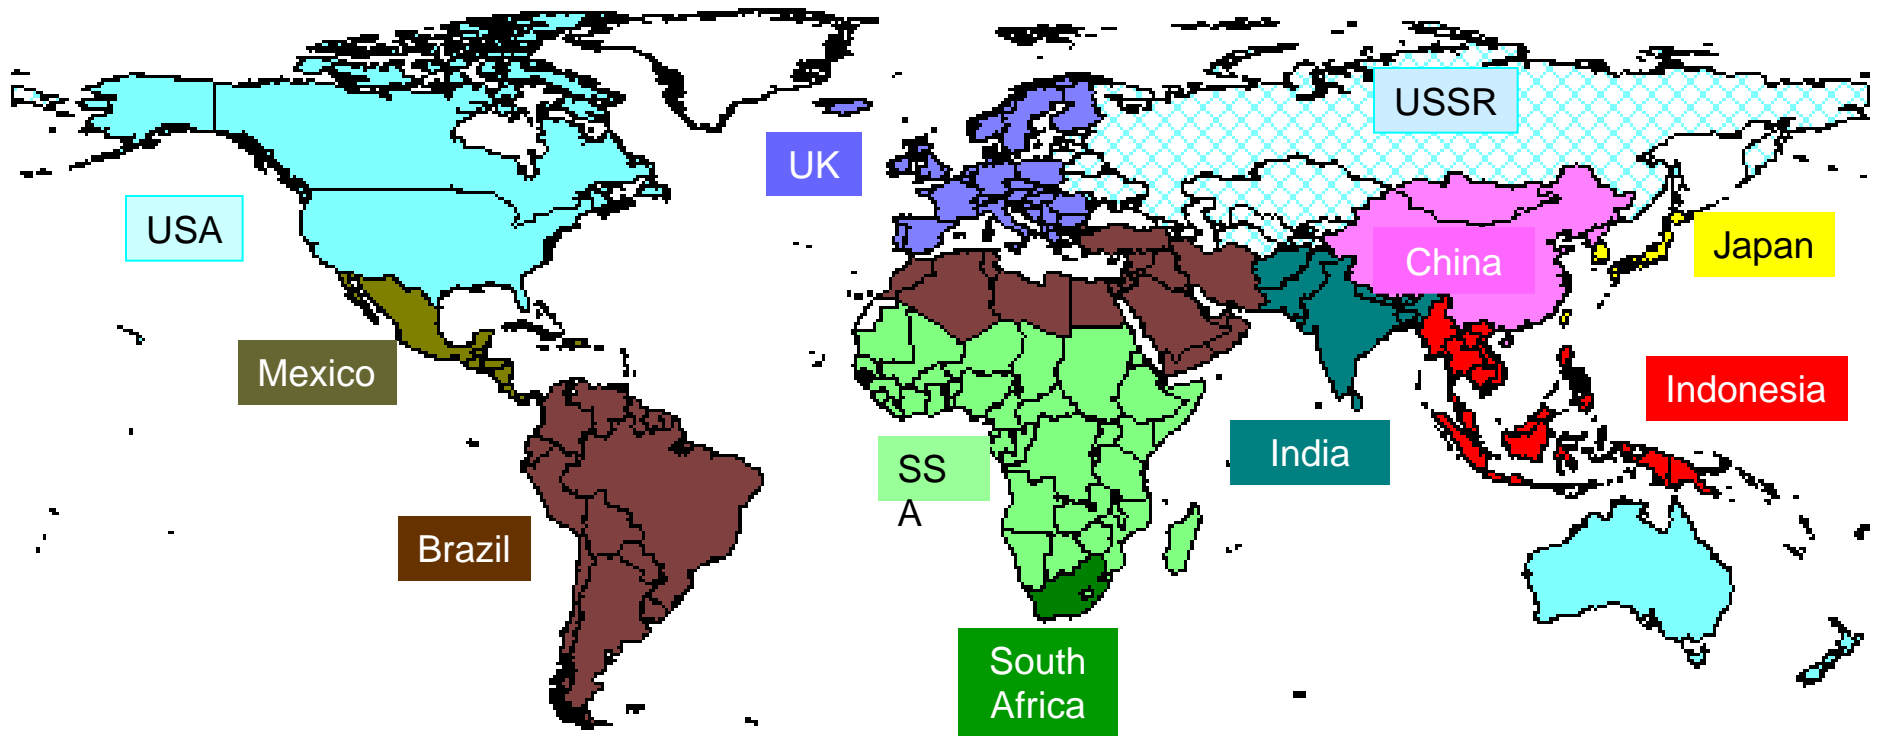 USSR
UK
USA
Japan
China
Mexico
Indonesia
India
SS
A
Brazil
South
Africa